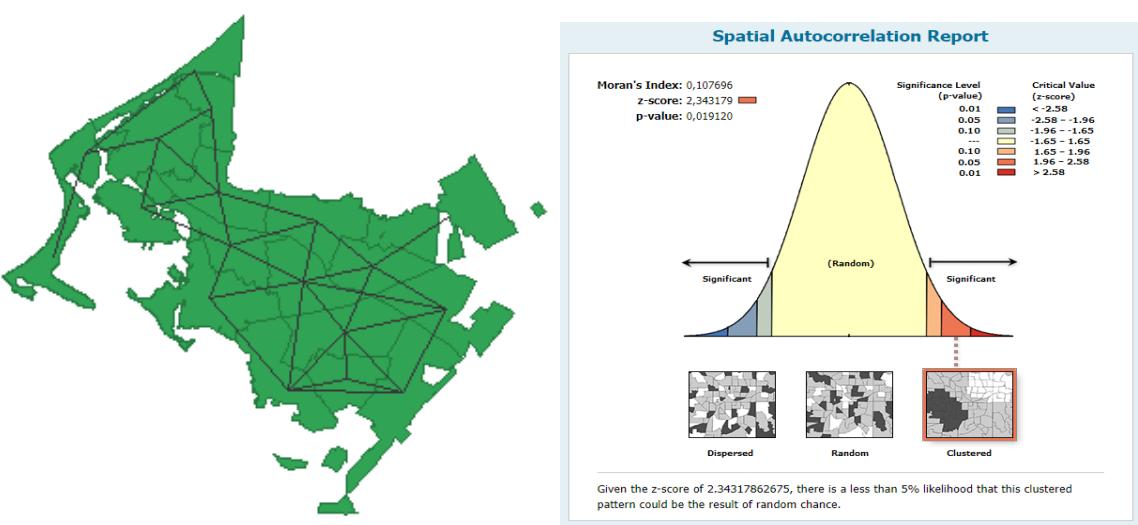 Spatial Autocorrelation Report
Moran's Index: 0,107696
z-score: 2,343179
p-value: 0,019120
Significance Level
(p-value)
Critical Value
(z-score)
0.01 < -2.58
0.05 -2.58 – -1.96
0.10 -1.96 – -1.65
--- -1.65 – 1.65
0.10 1.65 – 1.96
0.05 1.96 – 2.58
0.01 > 2.58
(Random)
Significant
Significant
Dispersed
Random
Clustered
Given the z-score of 2.34317862675, there is a less than 5% likelihood that this clustered
pattern could be the result of random chance.